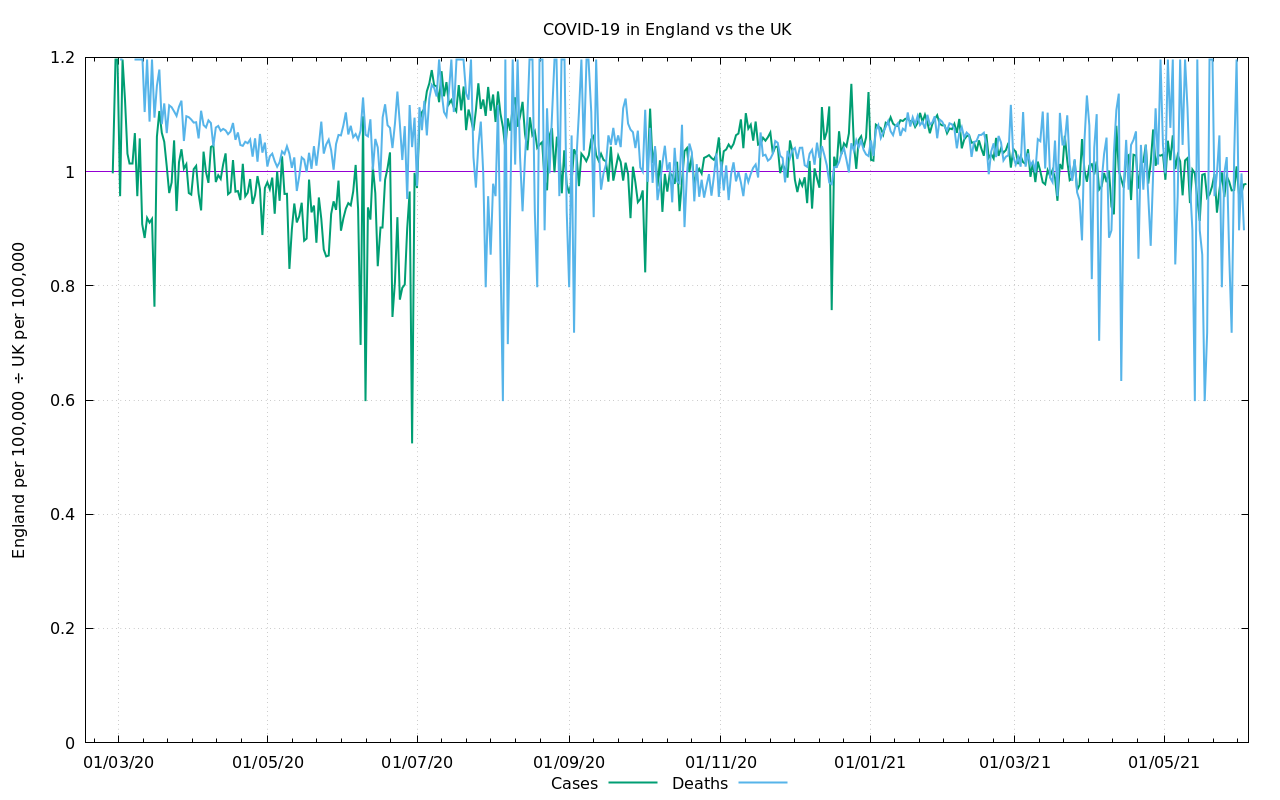 COVID-19 in England vs the UK
England per 100,000 ÷ UK per 100,000
1.2
1
0.8
0.6
0.4
0.2
0
01/03/20 01/05/20 01/07/20 01/09/20 01/11/20 01/01/21 01/03/21 01/05/21
Cases Deaths